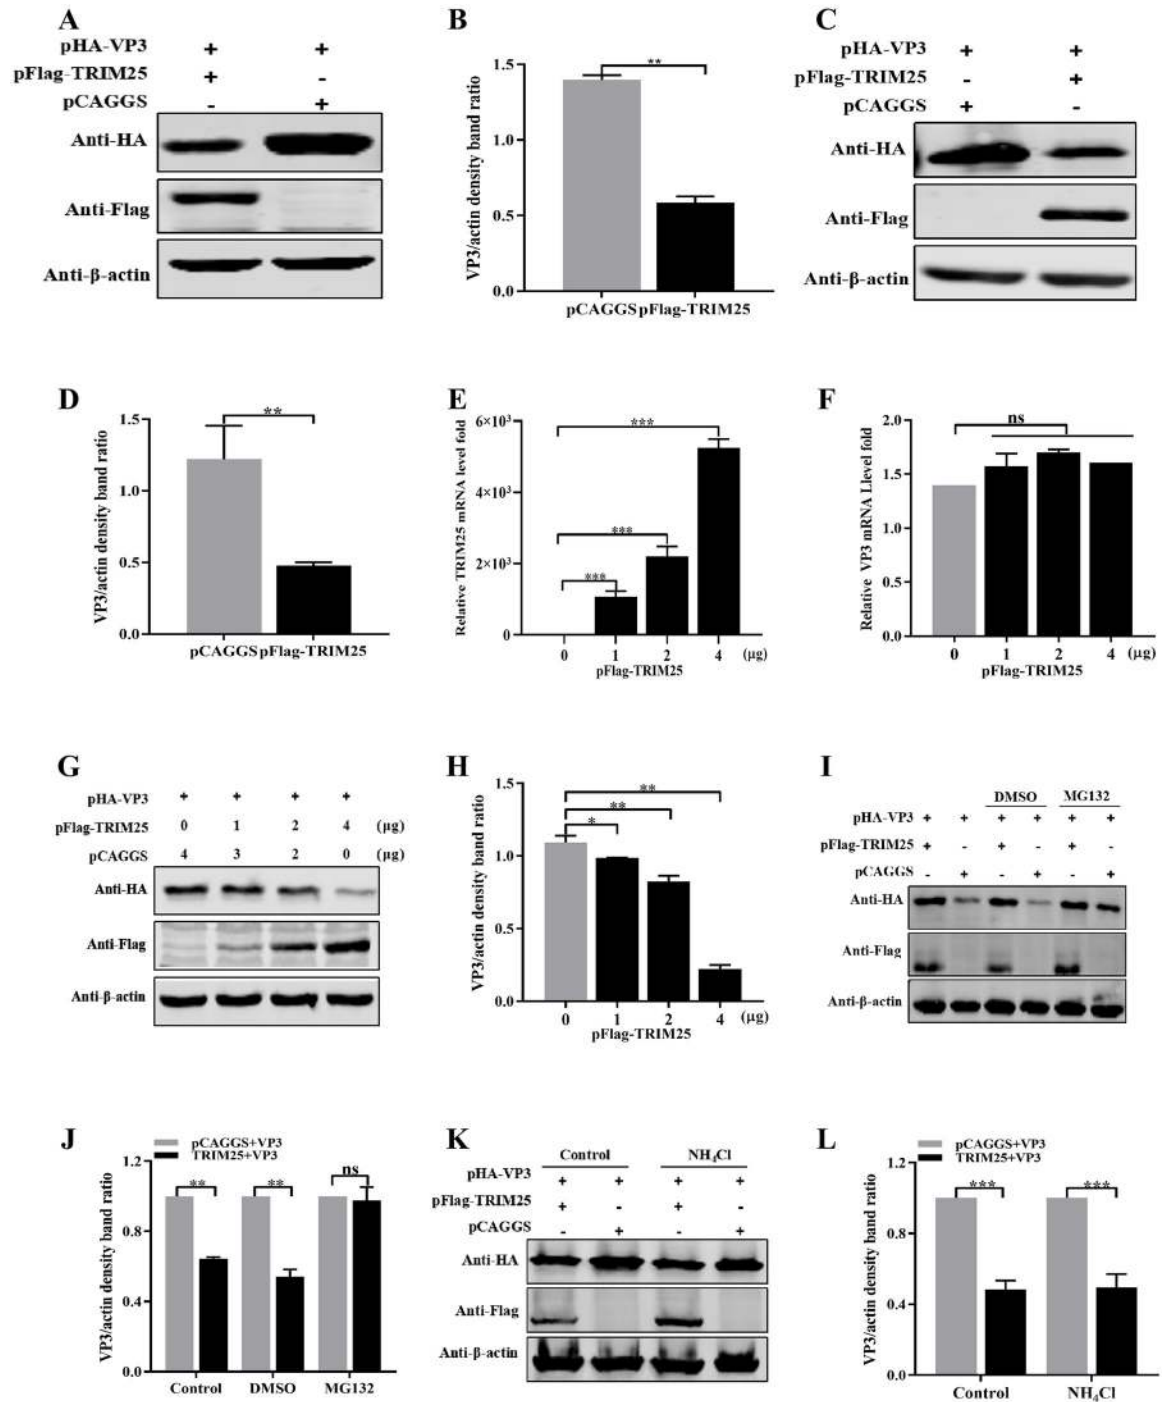 A
pHA-VP3 + +
pFlag-TRIM25 + -
pCAGGS - +
Anti-HA
Anti-Flag
Anti-β-actin
B
VP3/actin density band ratio
1.5
1.0
0.5
0.0
**
pCAGGS pFlag-TRIM25
C
pHA-VP3 + +
pFlag-TRIM25 - +
pCAGGS + -
Anti-HA
Anti-Flag
Anti-β-actin
D
VP3/actin density band ratio
1.5
1.0
0.5
0.0
**
pCAGGS pFlag-TRIM25
E
Relative TRIM25 mRNA level fold
6×10³
4×10³
2×10³
0
***
***
***
0 1 2 4 (μg)
pFlag-TRIM25
F
Relative VP3 mRNA Llevel fold
2.0
1.5
1.0
0.5
0.0
ns
0 1 2 4 (μg)
pFlag-TRIM25
G
pHA-VP3 + + + +
pFlag-TRIM25 0 1 2 4 (μg)
pCAGGS 4 3 2 0 (μg)
Anti-HA
Anti-Flag
Anti-β-actin
H
VP3/actin density band ratio
1.5
1.0
0.5
0.0
**
**
*
0 1 2 4 (μg)
pFlag-TRIM25
I
DMSO MG132
pHA-VP3 + + + + + +
pFlag-TRIM25 + - + - + -
pCAGGS - + - + - +
Anti-HA
Anti-Flag
Anti-β-actin
J
pCAGGS+VP3
TRIM25+VP3
VP3/actin density band ratio
1.2
0.8
0.4
0.0
** ** ns
Control DMSO MG132
K
Control NH₄Cl
pHA-VP3 + + + +
pFlag-TRIM25 + - + -
pCAGGS - + - +
Anti-HA
Anti-Flag
Anti-β-actin
L
pCAGGS+VP3
TRIM25+VP3
VP3/actin density band ratio
1.2
0.8
0.4
0.0
*** ***
Control NH₄Cl